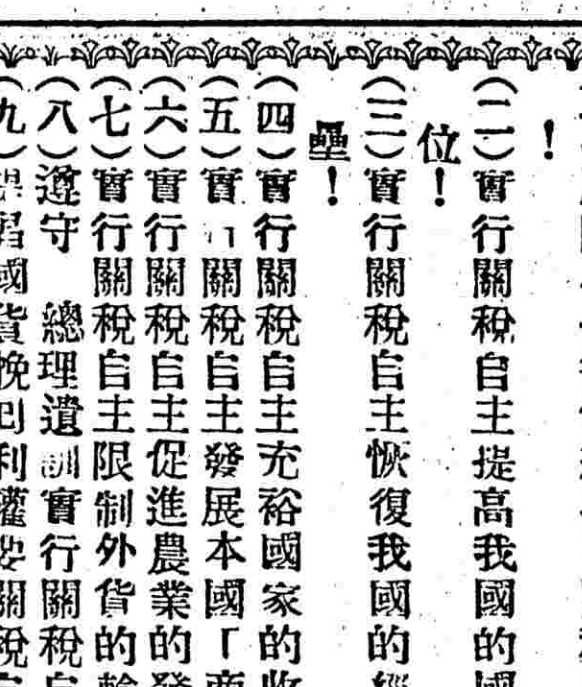 ！
（二）實行關稅自主提高我國的國
位！
（三）實行關稅自主恢復我國的經
壘！
（四）實行關稅自主充裕國家的收
（五）實行關稅自主發展本國「商
（六）實行關稅自主促進農業的發
（七）實行關稅自主限制外貨的輸
（八）遵守　總理遺訓實行關稅自
（九）提倡國貨挽回利權要關稅自